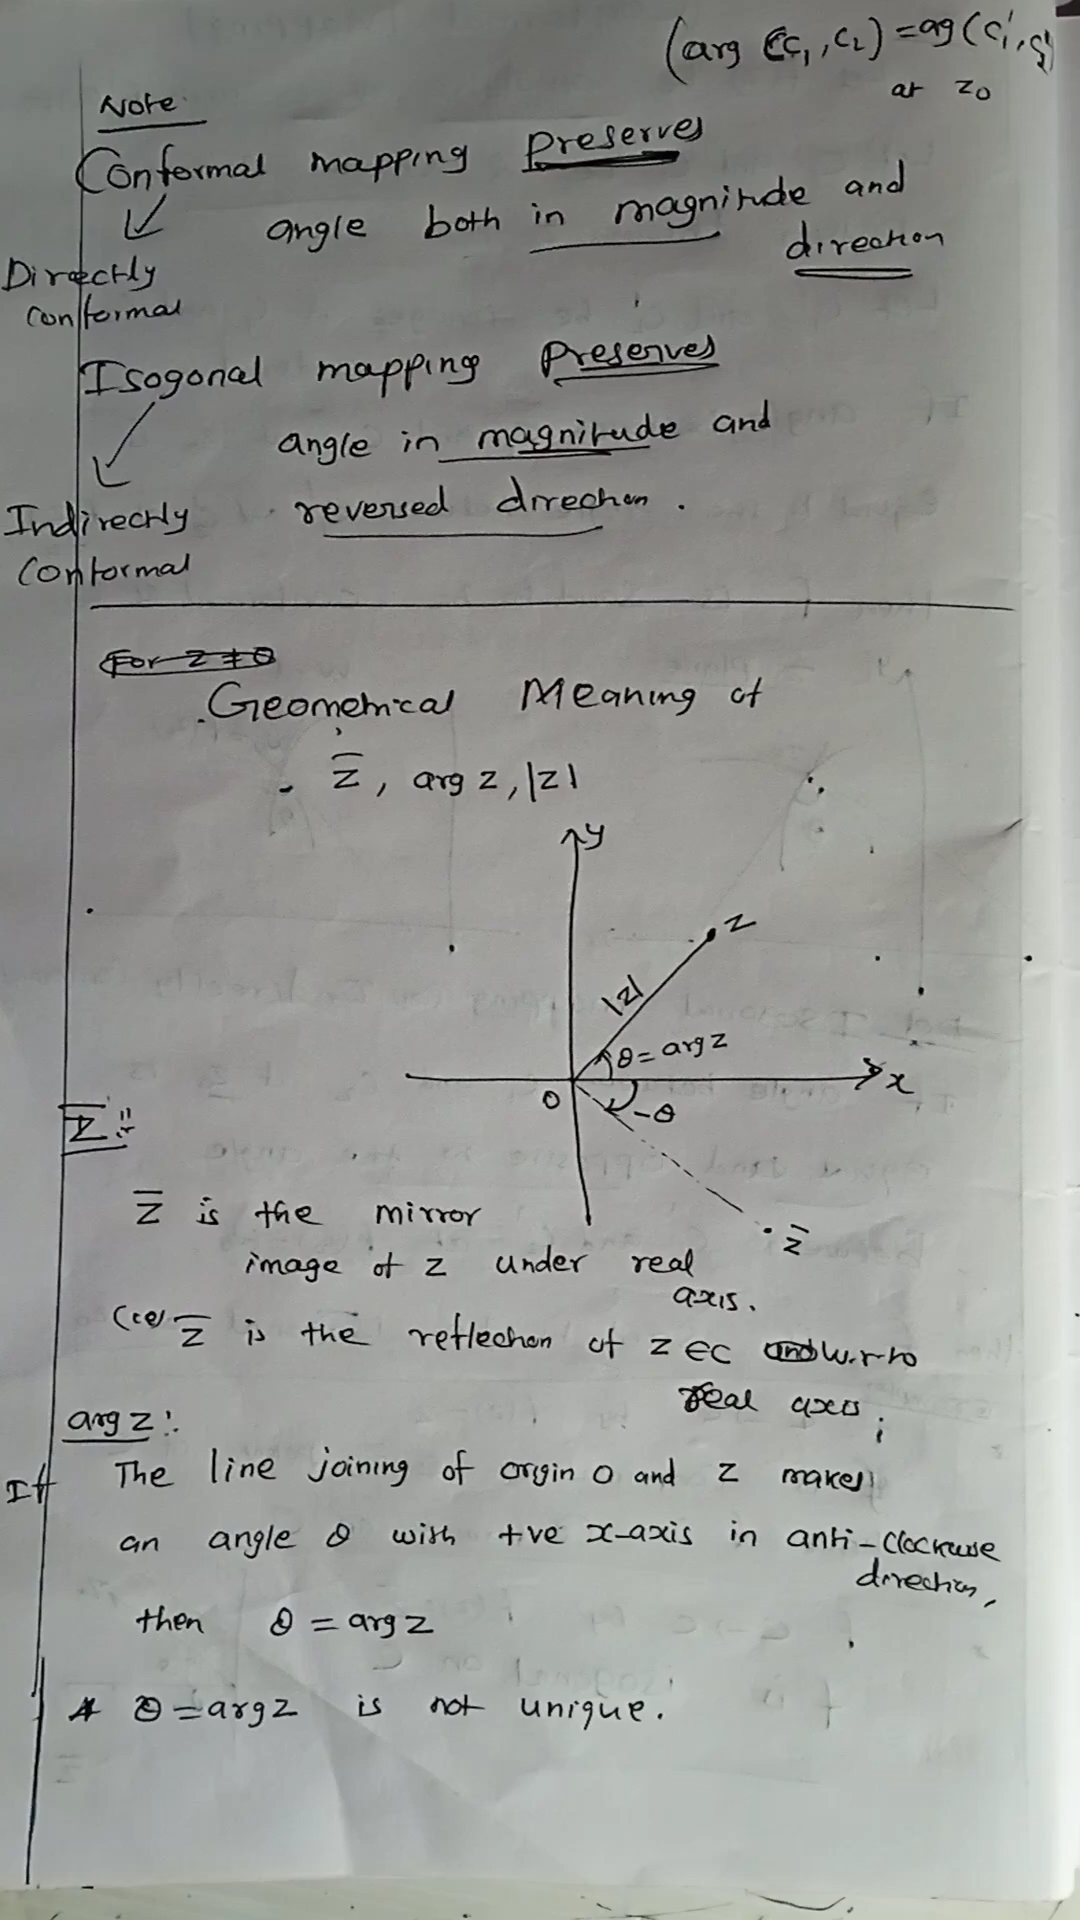 (arg (C₁, C₂) = ag (C₁', C₂')
at z₀
Note:
Conformal mapping Preserves
angle both in magnitude and
direction
Directly
Conformal
Isogonal mapping Preserves
angle in magnitude and
reversed direction.
Indirectly
Conformal
For z ≠ 0
Geometrical Meaning of
z̅, arg z, |z|
y
z
|z|
θ = arg z
x
0
-θ
z̅
z̅ :-
z̅ is the mirror
image of z under real
axis.
(ie) z̅ is the reflection of z ∈ C and w.r.to
real axis;
arg z :
If The line joining of origin 0 and z makes
an angle θ with +ve x-axis in anti-clockwise
direction,
then θ = arg z
* θ = arg z is not unique.